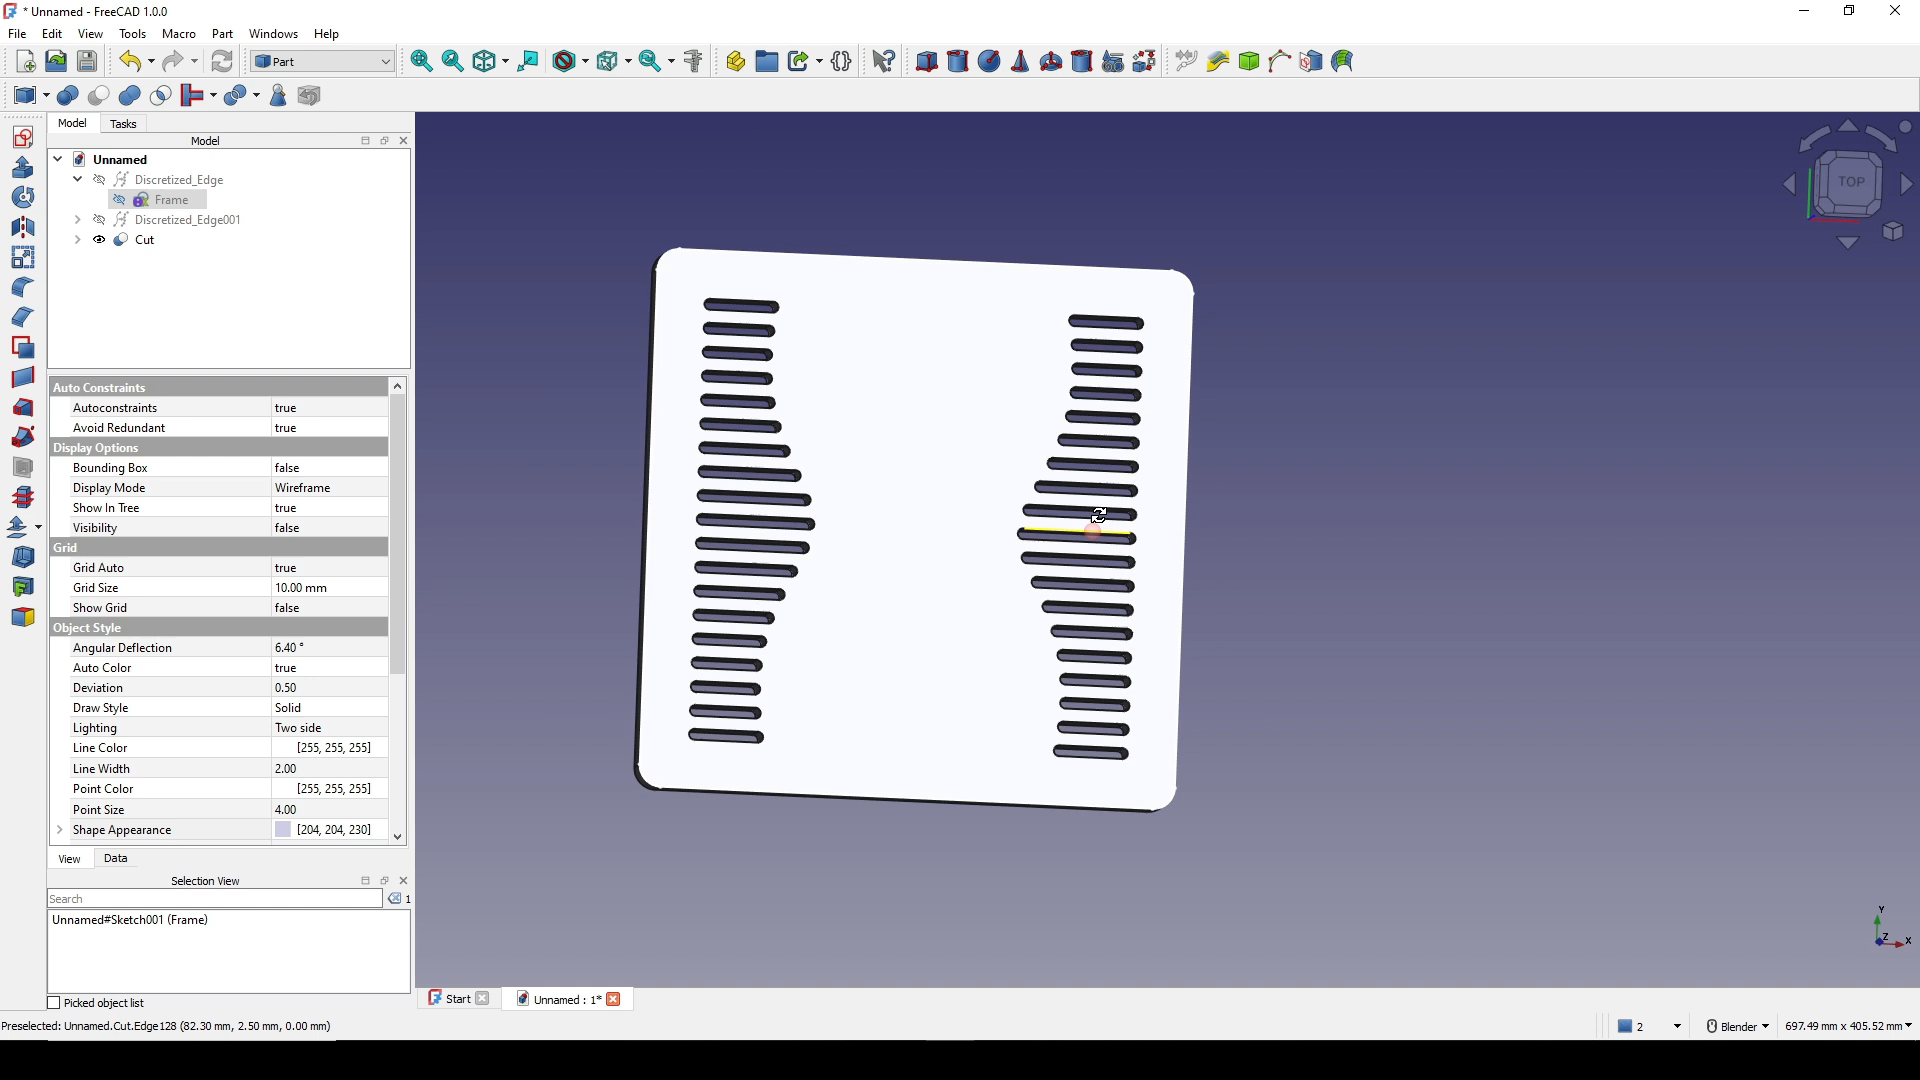 * Unnamed - FreeCAD 1.0.0
File Edit View Tools Macro Part Windows Help
Part
Model Tasks
Model
Unnamed
Discretized_Edge
Frame
Discretized_Edge001
Cut
Auto Constraints
Autoconstraints true
Avoid Redundant true
Display Options
Bounding Box false
Display Mode Wireframe
Show In Tree true
Visibility false
Grid
Grid Auto true
Grid Size 10.00 mm
Show Grid false
Object Style
Angular Deflection 6.40 °
Auto Color true
Deviation 0.50
Draw Style Solid
Lighting Two side
Line Color [255, 255, 255]
Line Width 2.00
Point Color [255, 255, 255]
Point Size 4.00
Shape Appearance [204, 204, 230]
View Data
Selection View
Search 1
Unnamed#Sketch001 (Frame)
Picked object list
TOP
Y
Z
X
Start Unnamed : 1*
Preselected: Unnamed.Cut.Edge128 (82.30 mm, 2.50 mm, 0.00 mm)
2 Blender 697.49 mm x 405.52 mm